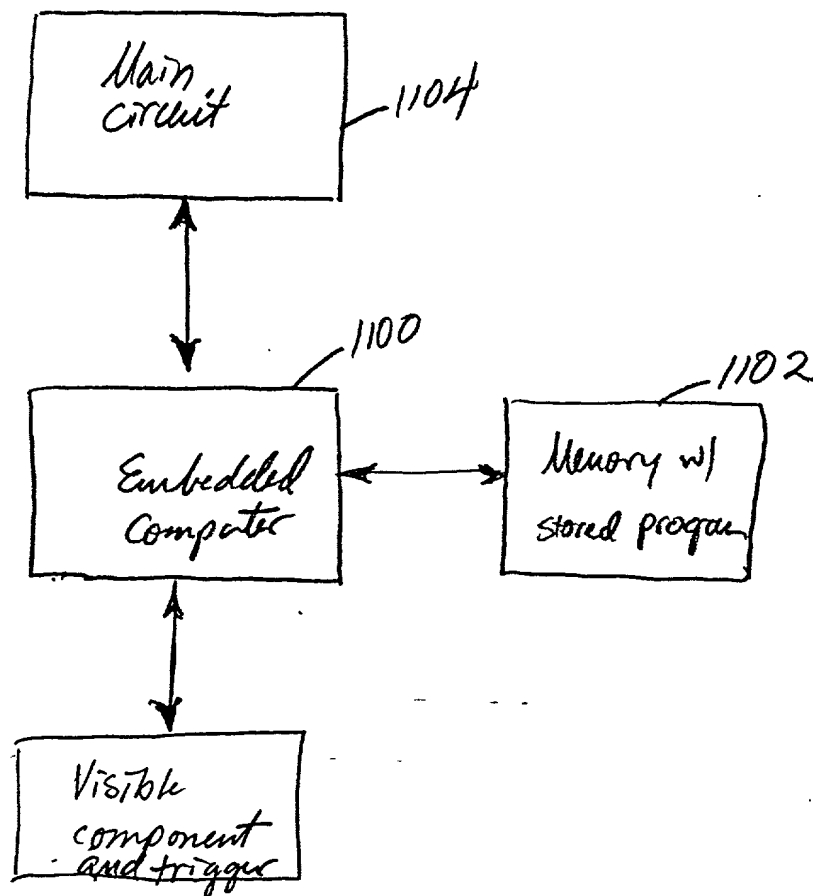 Main
circuit
1104
1100
Embedded
computer
1102
Memory w/
stored program
Visible
component
and trigger